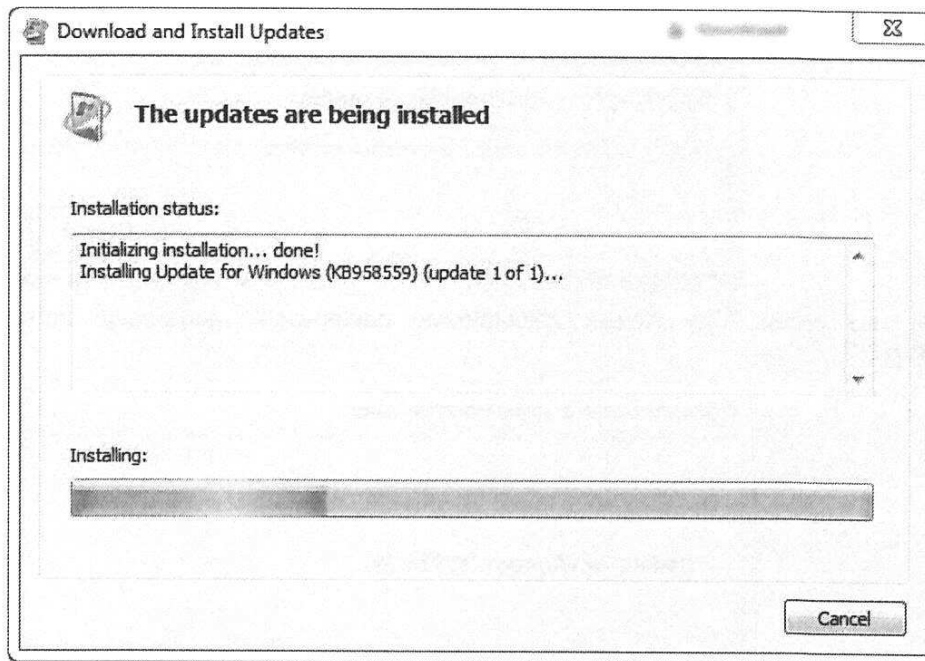 Download and Install Updates
The updates are being installed
Installation status:
Initializing installation... done!
Installing Update for Windows (KB958559) (update 1 of 1)...
Installing:
Cancel